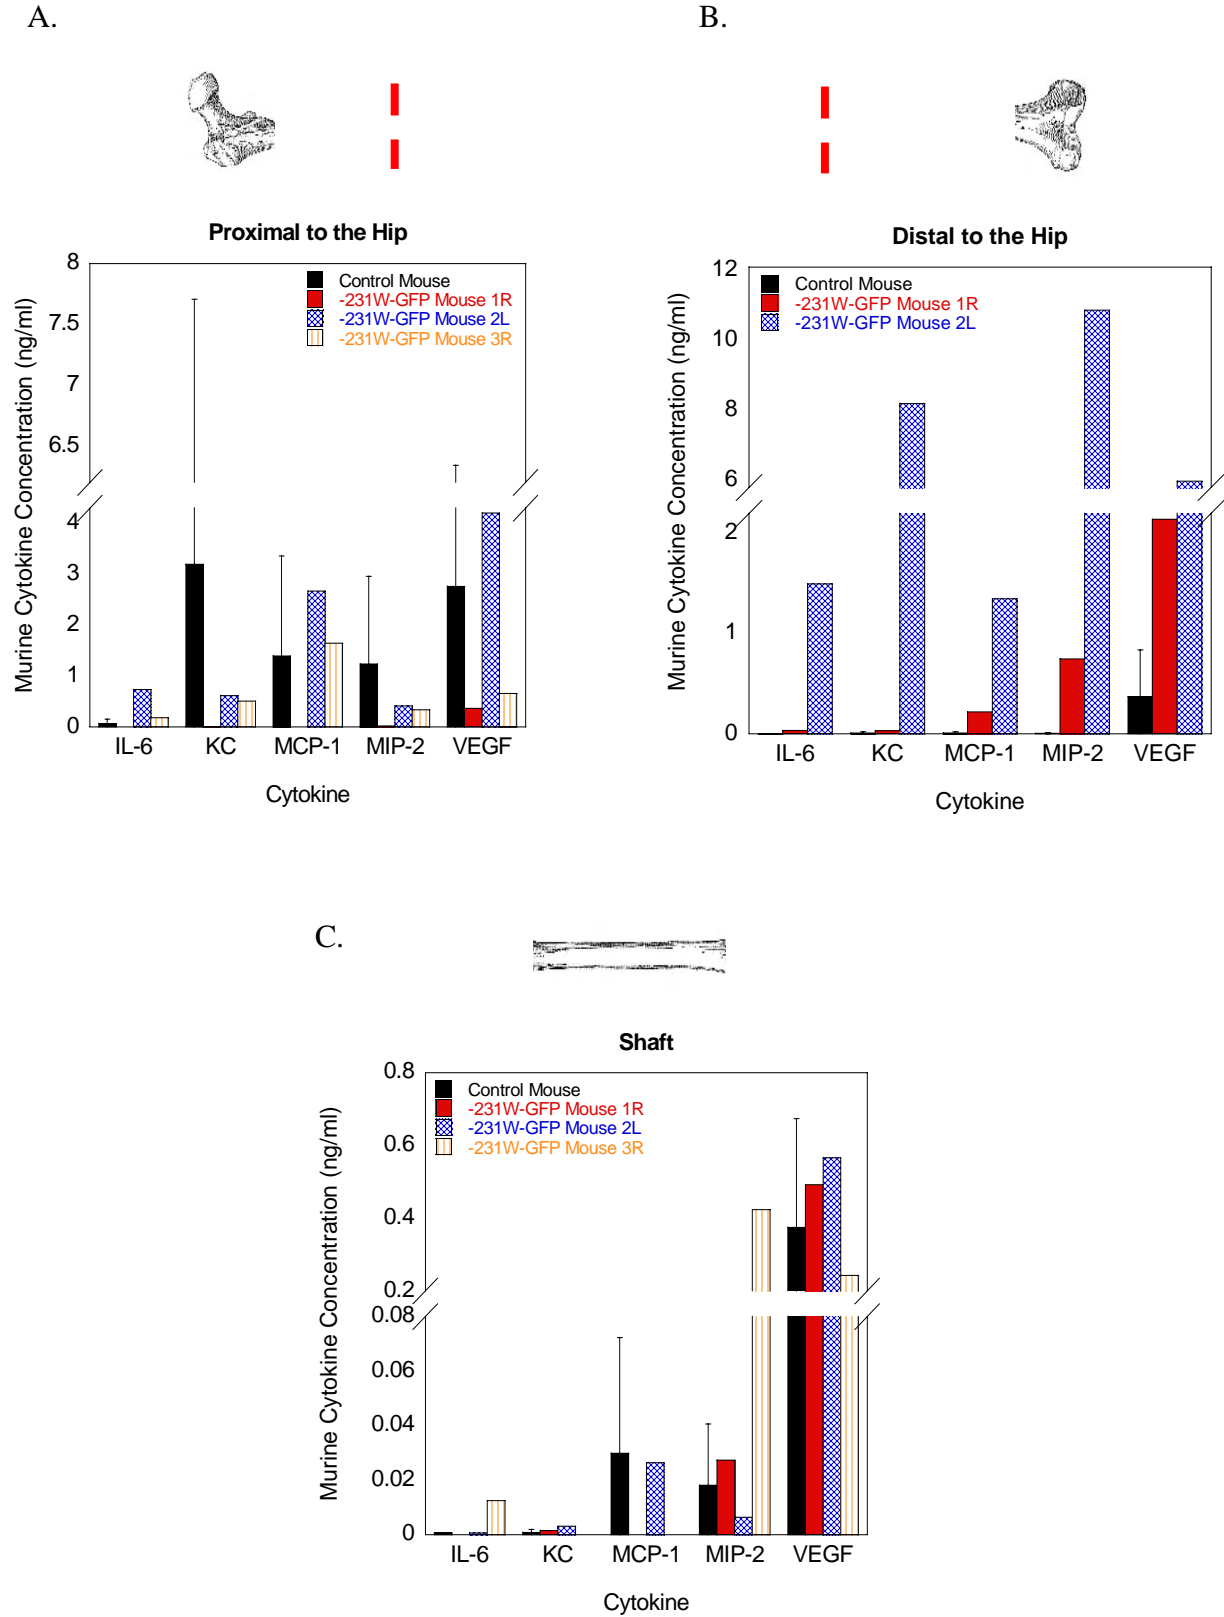 A.
B.
Proximal to the Hip
8
7.5
7
6.5
4
3
2
1
0
Murine Cytokine Concentration (ng/ml)
Control Mouse
-231W-GFP Mouse 1R
-231W-GFP Mouse 2L
-231W-GFP Mouse 3R
IL-6 KC MCP-1 MIP-2 VEGF
Cytokine
Distal to the Hip
12
10
8
6
2
1
0
Murine Cytokine Concentration (ng/ml)
Control Mouse
-231W-GFP Mouse 1R
-231W-GFP Mouse 2L
IL-6 KC MCP-1 MIP-2 VEGF
Cytokine
C.
Shaft
0.8
0.6
0.4
0.2
0.08
0.06
0.04
0.02
0
Murine Cytokine Concentration (ng/ml)
Control Mouse
-231W-GFP Mouse 1R
-231W-GFP Mouse 2L
-231W-GFP Mouse 3R
IL-6 KC MCP-1 MIP-2 VEGF
Cytokine